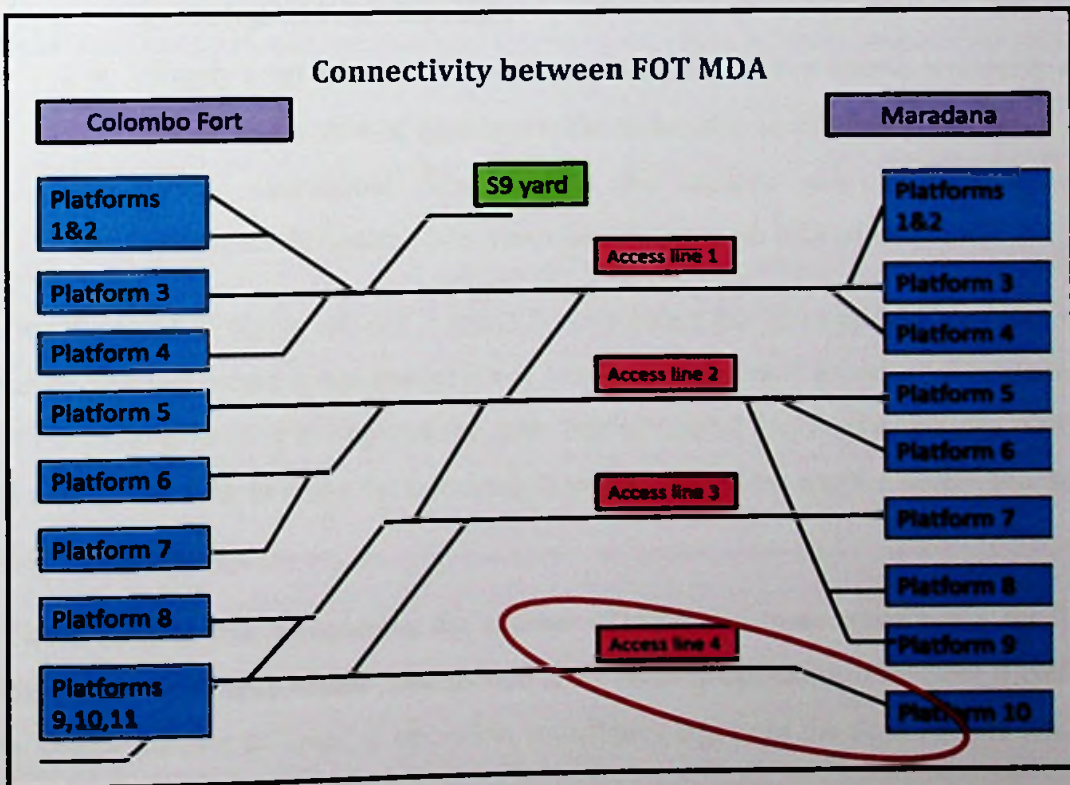 Connectivity between FOT MDA
Colombo Fort
Maradana
S9 yard
Platforms
1&2
Platform 3
Platform 4
Platform 5
Platform 6
Platform 7
Platform 8
Platforms
9,10,11
Access line 1
Access line 2
Access line 3
Access line 4
Platforms
1&2
Platform 3
Platform 4
Platform 5
Platform 6
Platform 7
Platform 8
Platform 9
Platform 10